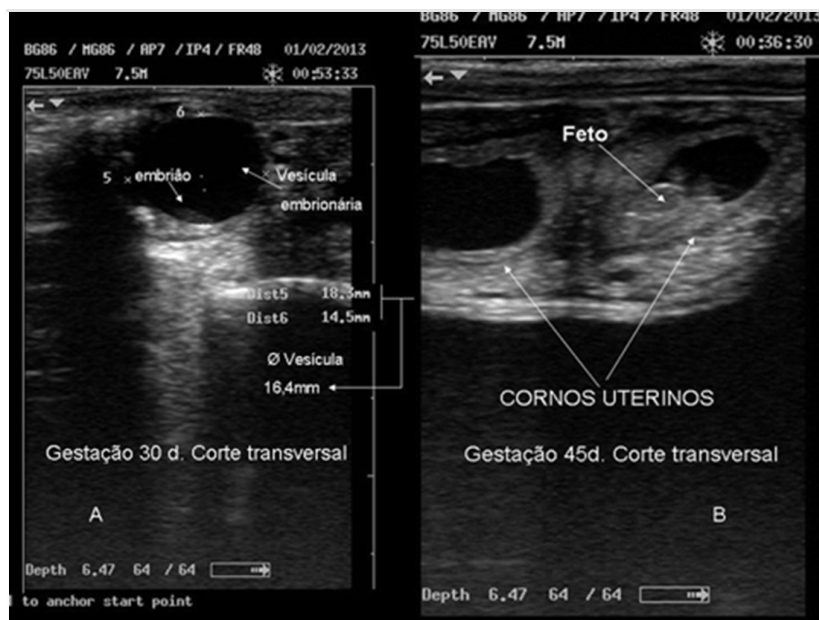 BG86 / MG86 / AP7 / IP4 / FR48 01/02/2013
75L50EAV 7.5M 00:53:33
6
5
embrião
Vesícula
embrionária
Dist5 18.3mm
Dist6 14.5mm
Ø Vesícula
16,4mm
Gestação 30 d. Corte transversal
A
Depth 6.47 64 / 64
to anchor start point
BG86 / MG86 / AP7 / IP4 / FR48 01/02/2013
75L50EAV 7.5M 00:36:30
Feto
CORNOS UTERINOS
Gestação 45d. Corte transversal
B
Depth 6.47 64 / 64